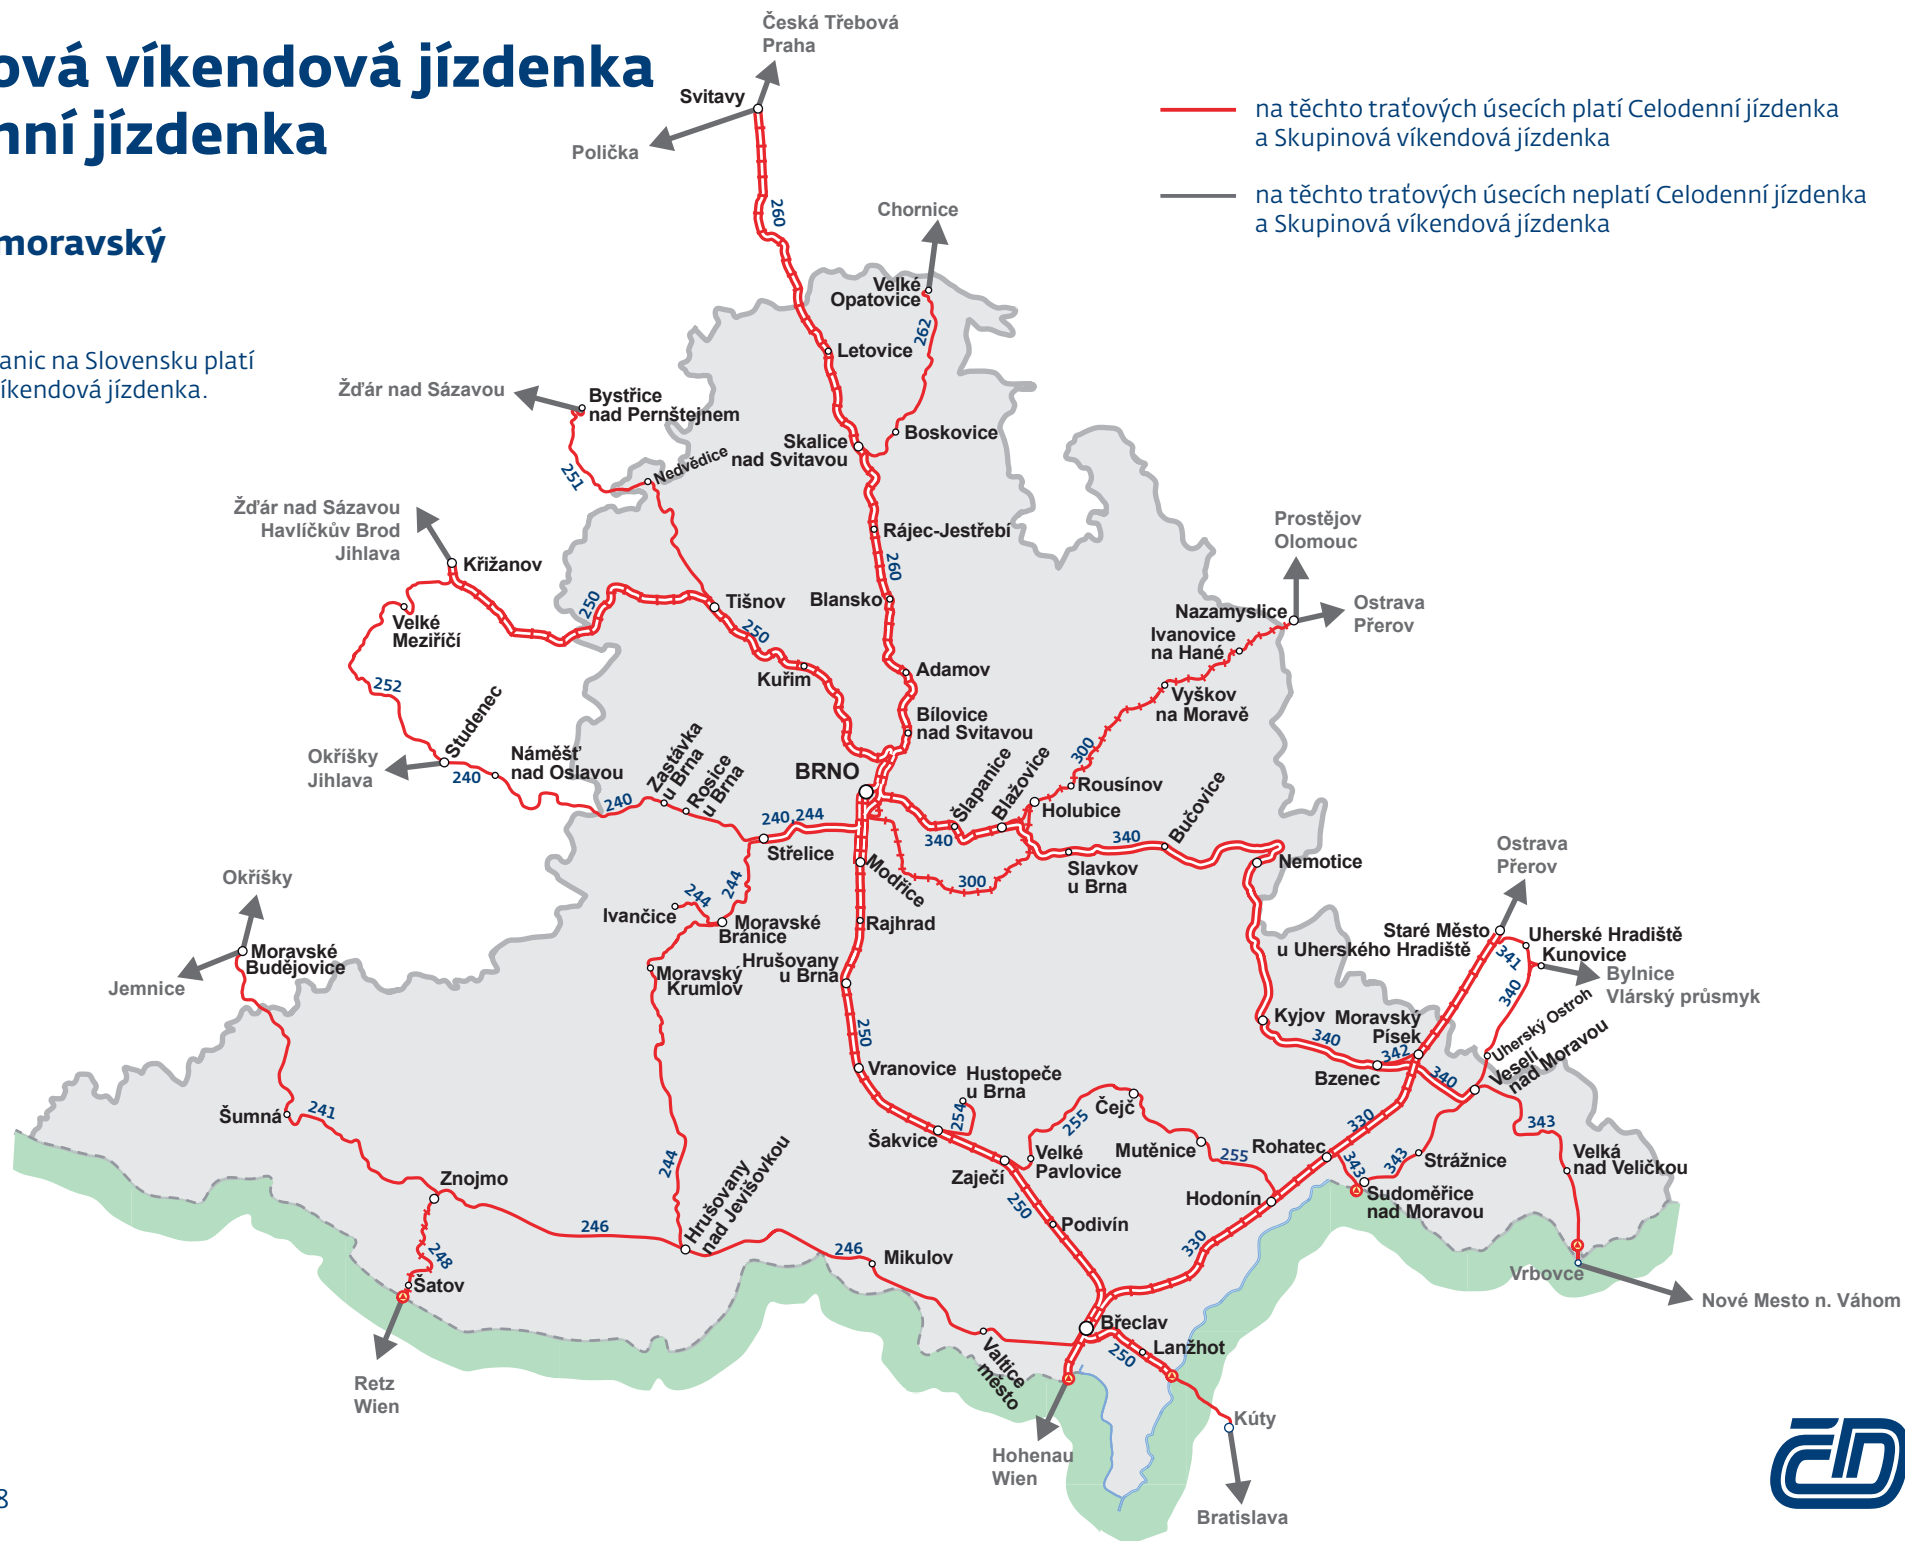 ová víkendová jízdenka
nní jízdenka
moravský
anic na Slovensku platí
íkendová jízdenka.
na těchto traťových úsecích platí Celodenní jízdenka
a Skupinová víkendová jízdenka
na těchto traťových úsecích neplatí Celodenní jízdenka
a Skupinová víkendová jízdenka
Česká Třebová
Praha
Svitavy
Polička
260
Chornice
Velké
Opatovice
262
Letovice
Žďár nad Sázavou
Bystřice
nad Pernštejnem
Boskovice
Skalice
nad Svitavou
Nedvědice
251
Žďár nad Sázavou
Havlíčkův Brod
Jihlava
Křižanov
Rájec-Jestřebí
260
Prostějov
Olomouc
Blansko
Tišnov
250
250
Velké
Meziříčí
Nazamyslice
Ostrava
Přerov
Ivanovice
na Hané
Kuřim
Adamov
252
Studenec
Vyškov
na Moravě
Bílovice
nad Svitavou
Okříšky
Jihlava
240
Náměšť
nad Oslavou
Zastávka
u Brna
Rosice
u Brna
240
BRNO
Šlapanice
Blažovice
300
Rousínov
Holubice
240,244
Střelice
340
340
Bučovice
Slavkov
u Brna
Nemotice
Modřice
300
Ostrava
Přerov
Okříšky
Jemnice
Moravské
Budějovice
244
244
Ivančice
Moravské
Bránice
Rajhrad
Moravský
Krumlov
Hrušovany
u Brna
Staré Město
u Uherského Hradiště
Uherské Hradiště
Kunovice
341
340
Bylnice
Vlárský průsmyk
250
Kyjov
Moravský
Písek
340
342
Bzenec
340
Uherský Ostroh
Veselí
nad Moravou
Vranovice
Hustopeče
u Brna
254
Šakvice
255
Čejč
Mutěnice
255
Velké
Pavlovice
Zaječí
Šumná
241
330
Rohatec
343
343
Strážnice
343
Velká
nad Veličkou
Hodonín
Sudoměřice
nad Moravou
Znojmo
244
Hrušovany
nad Jevišovkou
246
250
Podivín
330
248
Šatov
246
Mikulov
Vrbovce
Nové Mesto n. Váhom
Břeclav
Lanžhot
250
Valtice
město
Retz
Wien
Hohenau
Wien
Kúty
Bratislava
ČD
8